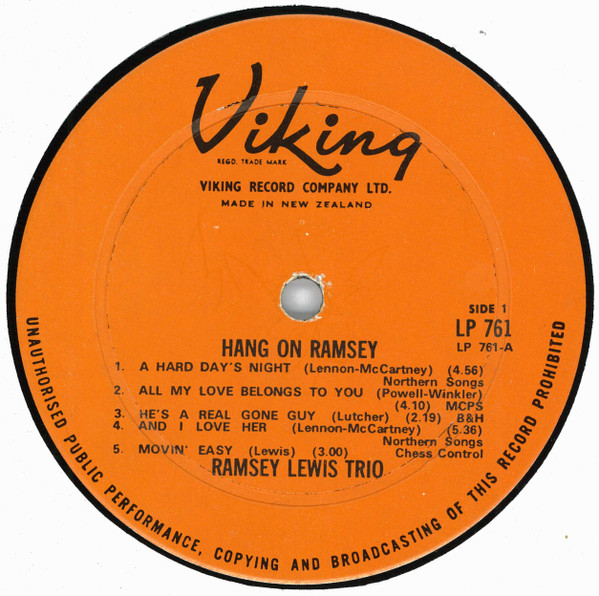 Viking
REGD. TRADE MARK
VIKING RECORD COMPANY LTD.
MADE IN NEW ZEALAND
SIDE 1
LP 761
LP 761-A
HANG ON RAMSEY
1. A HARD DAY'S NIGHT (Lennon-McCartney) (4.56)
Northern Songs
2. ALL MY LOVE BELONGS TO YOU (Powell-Winkler)
(4.10) MCPS
3. HE'S A REAL GONE GUY (Lutcher) (2.19) B&H
4. AND I LOVE HER (Lennon-McCartney) (5.36)
Northern Songs
5. MOVIN' EASY (Lewis) (3.00) Chess Control
RAMSEY LEWIS TRIO
UNAUTHORISED PUBLIC PERFORMANCE, COPYING AND BROADCASTING OF THIS RECORD PROHIBITED